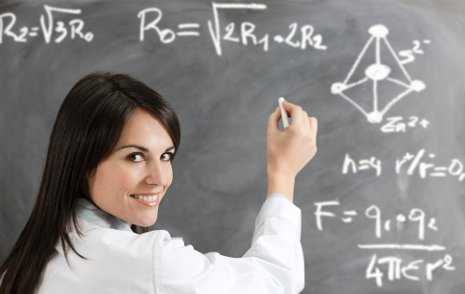 R₂=√3R₀
R₀=√2R₁·2R₂
S²⁻
Zn²⁺
n=4 r⁺/r⁻=0,
F= q₁·q₂
4πεr²